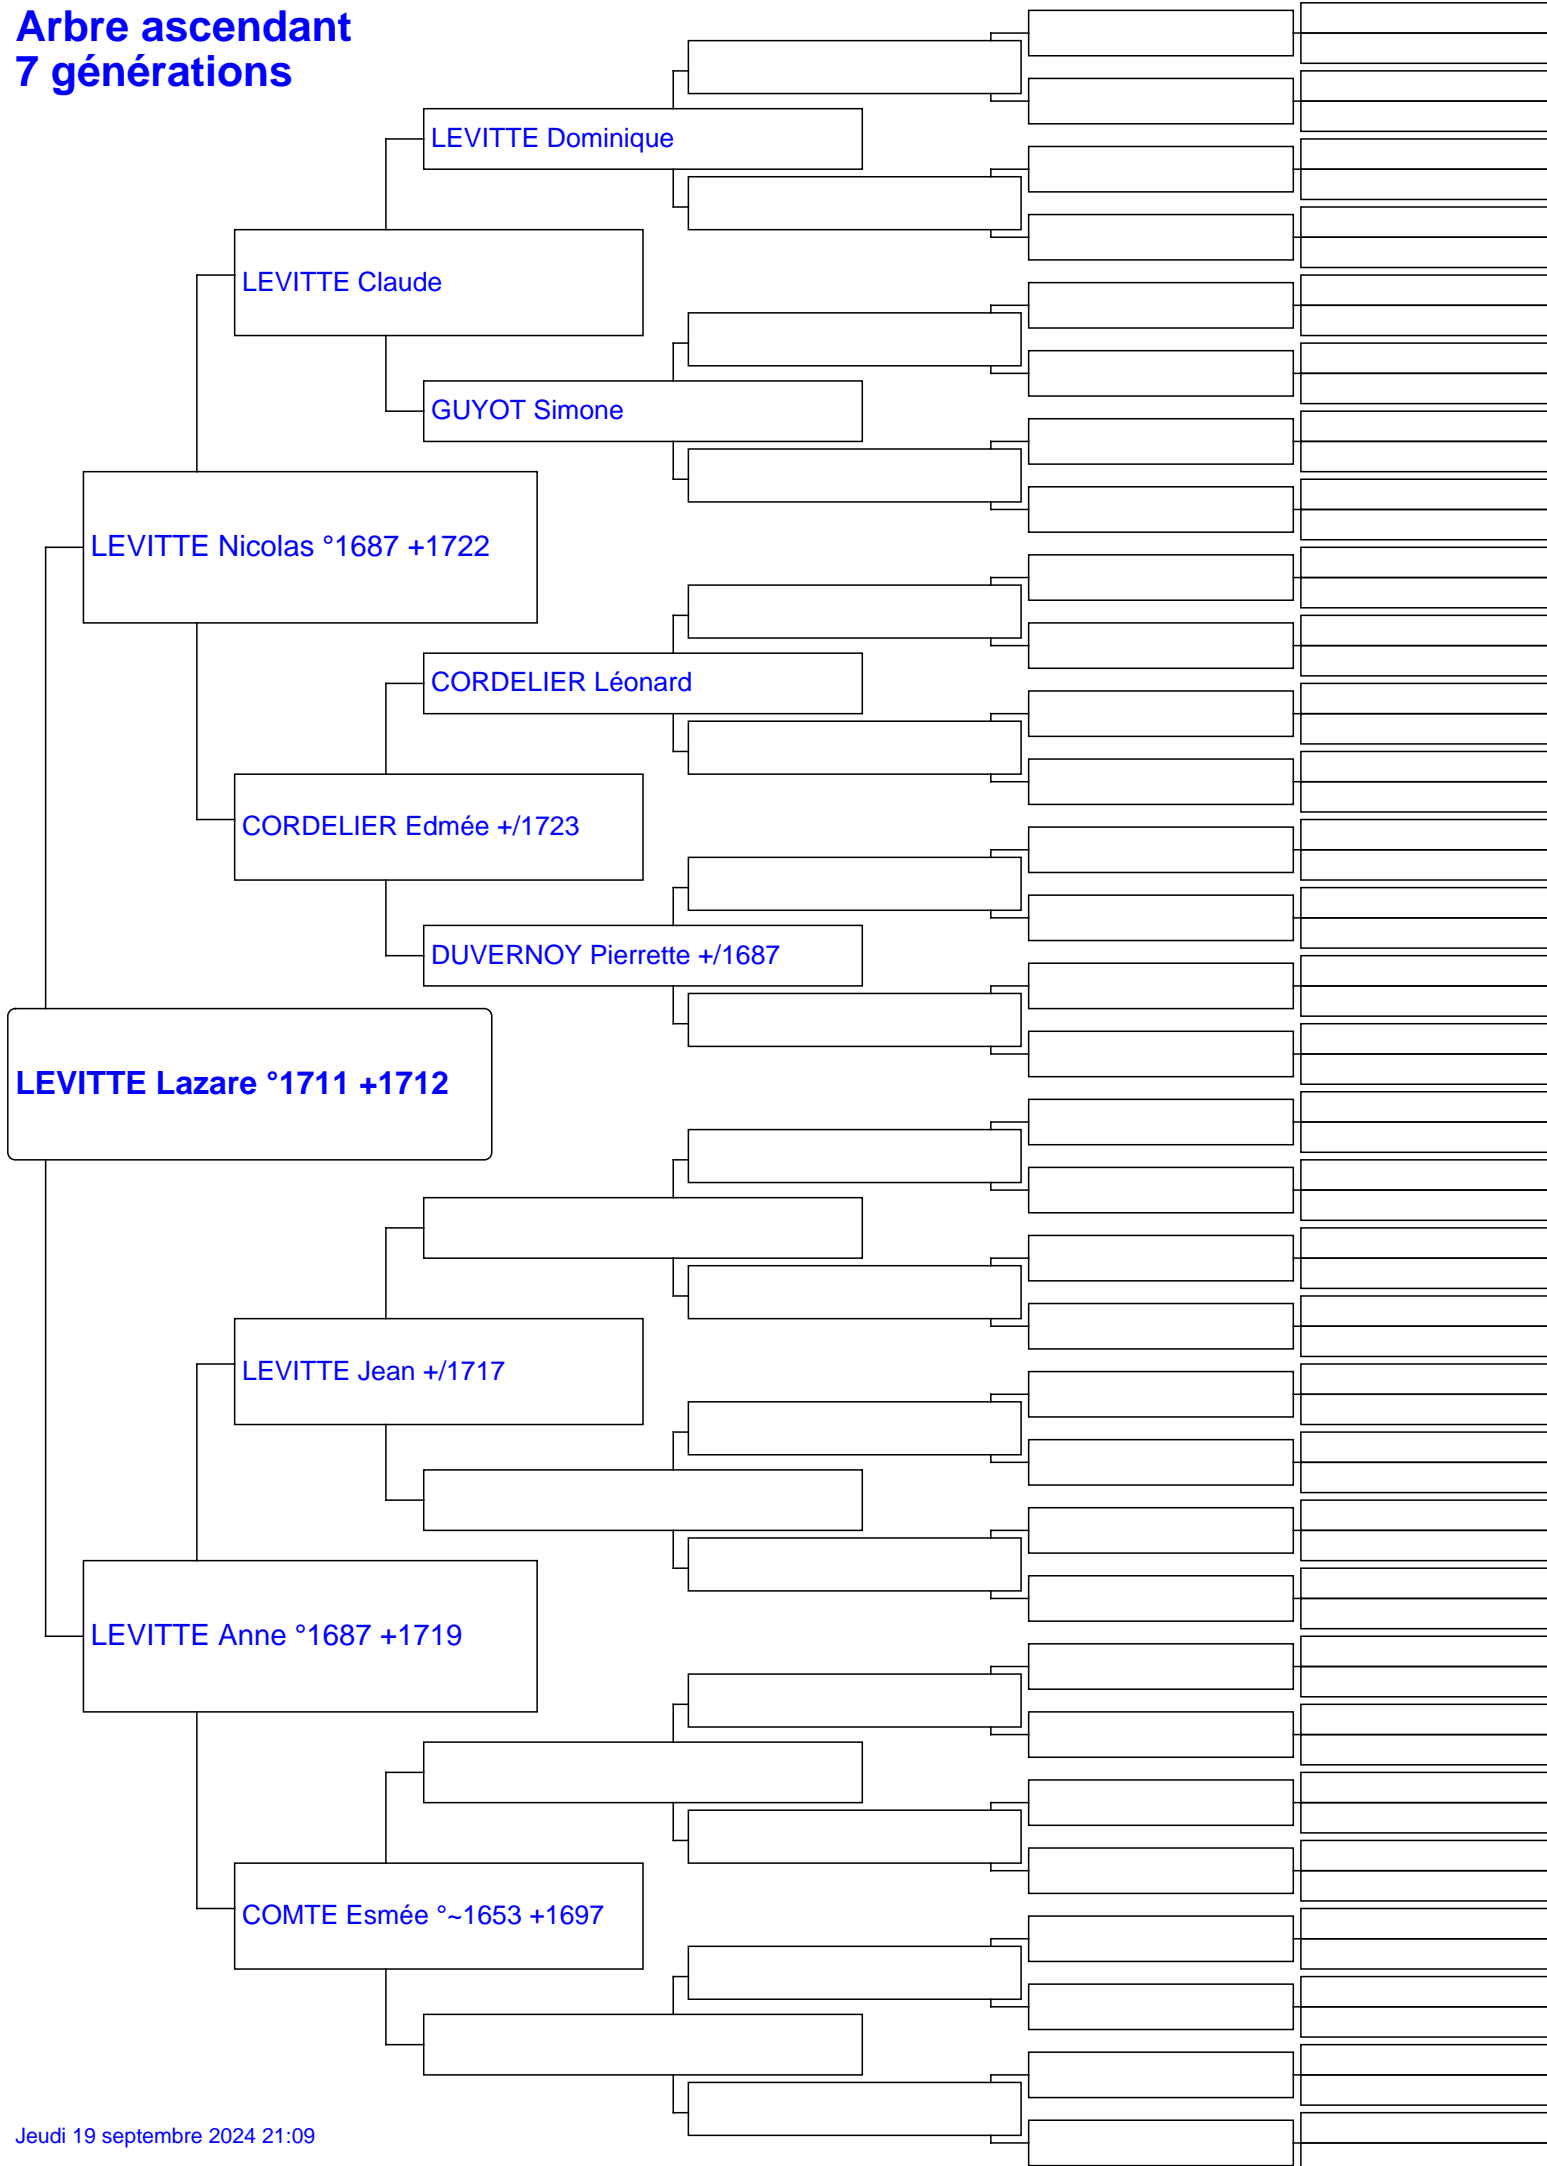 Arbre ascendant
7 générations
LEVITTE Dominique
LEVITTE Claude
GUYOT Simone
LEVITTE Nicolas °1687 +1722
CORDELIER Léonard
CORDELIER Edmée +/1723
DUVERNOY Pierrette +/1687
LEVITTE Lazare °1711 +1712
LEVITTE Jean +/1717
LEVITTE Anne °1687 +1719
COMTE Esmée °~1653 +1697
Jeudi 19 septembre 2024 21:09